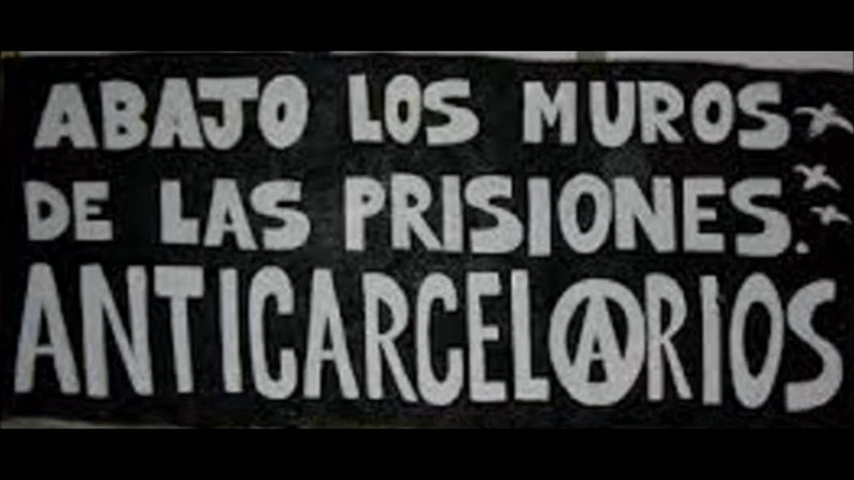 ABAJO LOS MUROS
DE LAS PRISIONES.
ANTICARCELARIOS